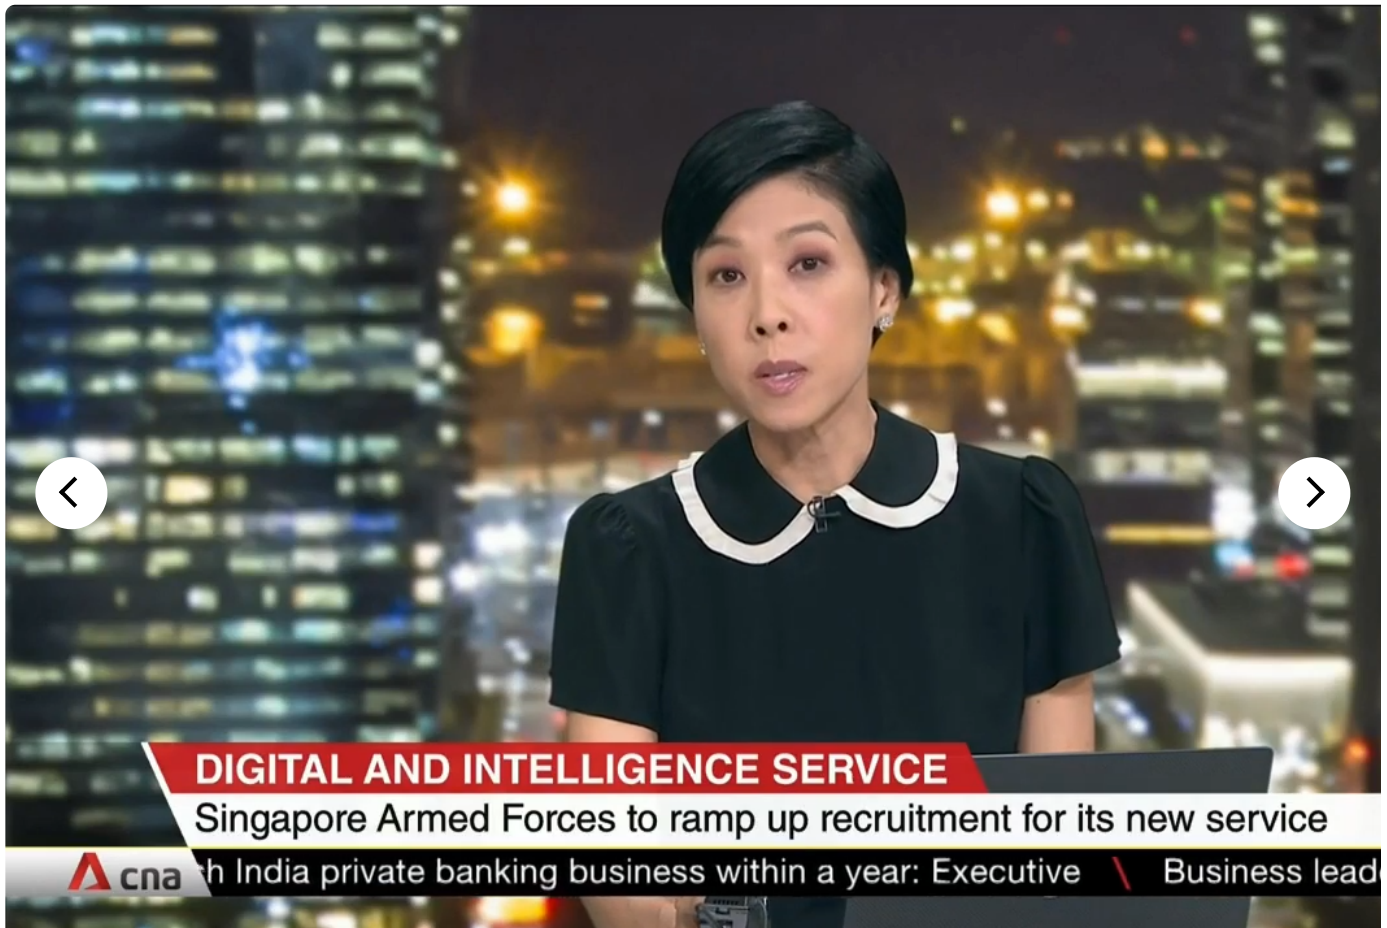 DIGITAL AND INTELLIGENCE SERVICE
Singapore Armed Forces to ramp up recruitment for its new service
cna
h India private banking business within a year: Executive \ Business lead